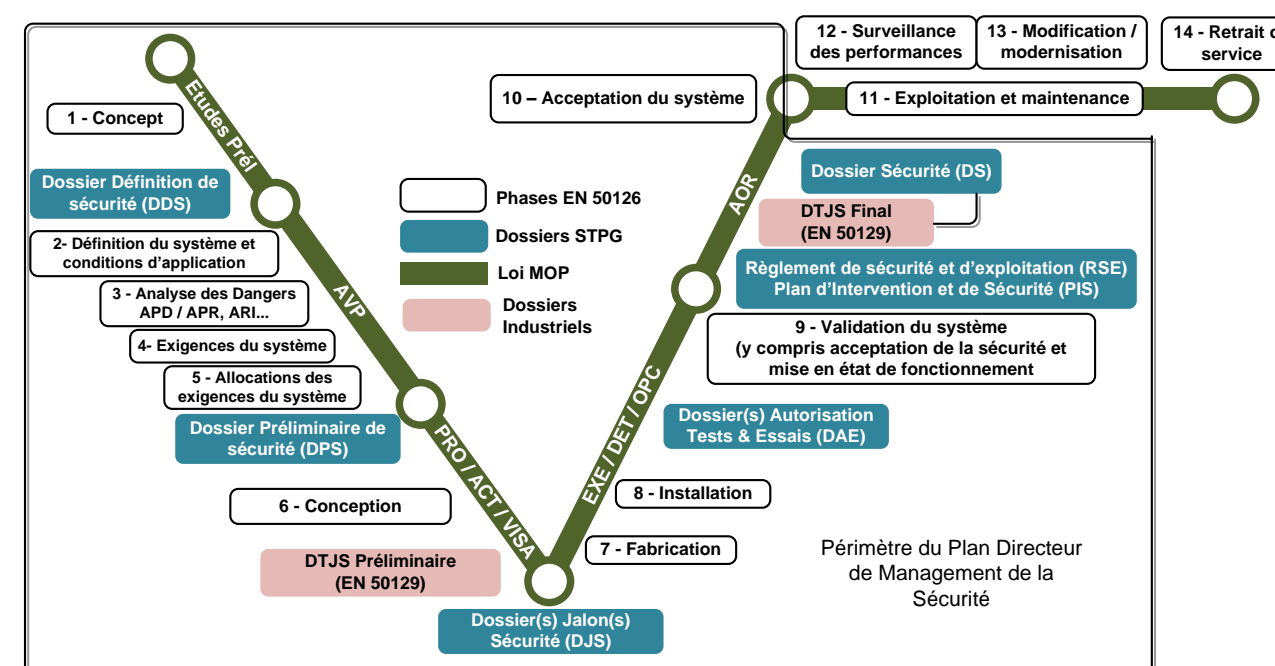 12 - Surveillance
des performances
13 - Modification /
modernisation
14 - Retrait d
service
10 – Acceptation du système
11 - Exploitation et maintenance
Etudes Prél
1 - Concept
Dossier Définition de
sécurité (DDS)
2- Définition du système et
conditions d’application
AVP
3 - Analyse des Dangers
APD / APR, ARI...
4- Exigences du système
5 - Allocations des
exigences du système
Dossier Préliminaire de
sécurité (DPS)
PRO / ACT / VISA
6 - Conception
DTJS Préliminaire
(EN 50129)
Dossier(s) Jalon(s)
Sécurité (DJS)
Phases EN 50126
Dossiers STPG
Loi MOP
Dossiers
Industriels
AOR
Dossier Sécurité (DS)
DTJS Final
(EN 50129)
Règlement de sécurité et d’exploitation (RSE)
Plan d’Intervention et de Sécurité (PIS)
9 - Validation du système
(y compris acceptation de la sécurité et
mise en état de fonctionnement
EXE / DET / OPC
Dossier(s) Autorisation
Tests & Essais (DAE)
8 - Installation
7 - Fabrication
Périmètre du Plan Directeur
de Management de la
Sécurité